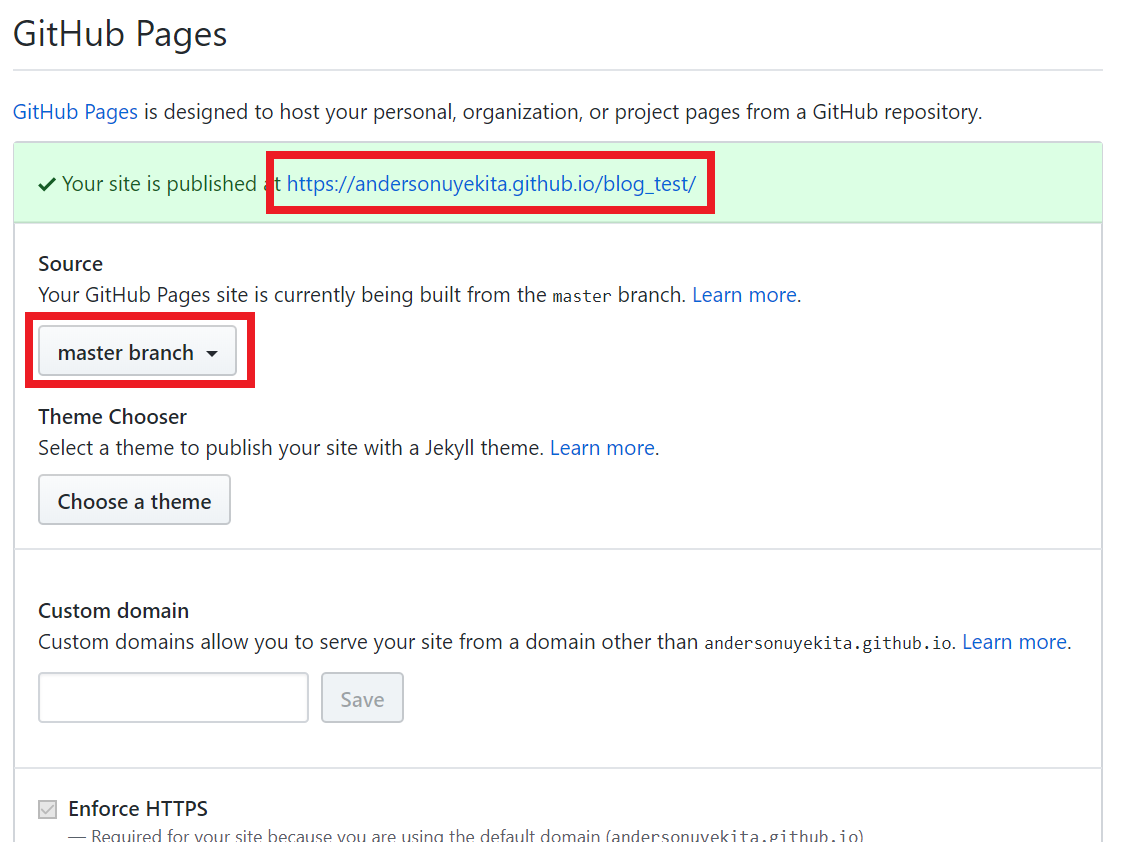 GitHub Pages
GitHub Pages is designed to host your personal, organization, or project pages from a GitHub repository.
Your site is published at https://andersonuyekita.github.io/blog_test/
Source
Your GitHub Pages site is currently being built from the master branch. Learn more.
master branch
Theme Chooser
Select a theme to publish your site with a Jekyll theme. Learn more.
Choose a theme
Custom domain
Custom domains allow you to serve your site from a domain other than andersonuyekita.github.io. Learn more.
Save
Enforce HTTPS
— Required for your site because you are using the default domain (andersonuyekita.github.io)